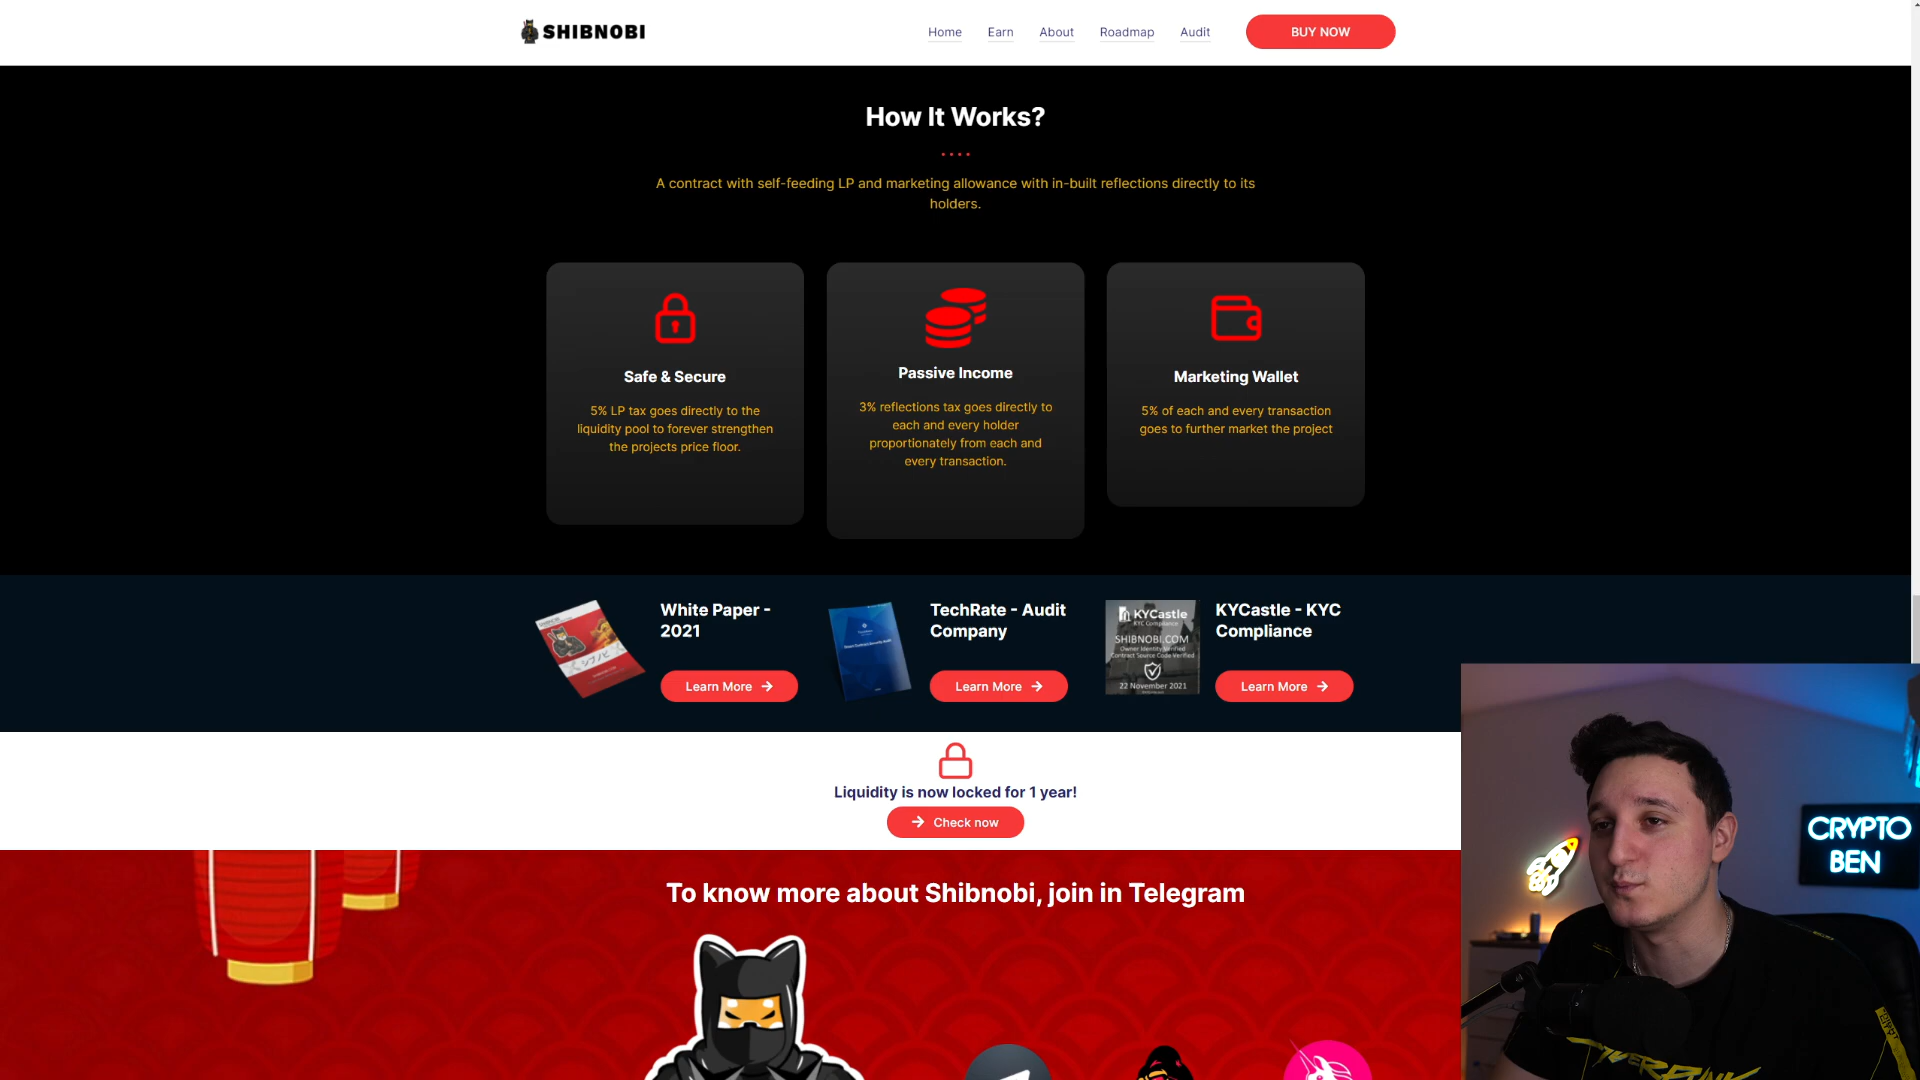 SHIBNOBI
Home
Earn
About
Roadmap
Audit
BUY NOW
How It Works?
A contract with self-feeding LP and marketing allowance with in-built reflections directly to its
holders.
Safe & Secure
5% LP tax goes directly to the
liquidity pool to forever strengthen
the projects price floor.
Passive Income
3% reflections tax goes directly to
each and every holder
proportionately from each and
every transaction.
Marketing Wallet
5% of each and every transaction
goes to further market the project
White Paper -
2021
Learn More
TechRate - Audit
Company
Learn More
KYCastle
KYC Compliance
SHIBNOBI.COM
Owner Identity Verified
Contract Source Code Verified
22 November 2021
KYCastle - KYC
Compliance
Learn More
Liquidity is now locked for 1 year!
Check now
To know more about Shibnobi, join in Telegram
CRYPTO
BEN